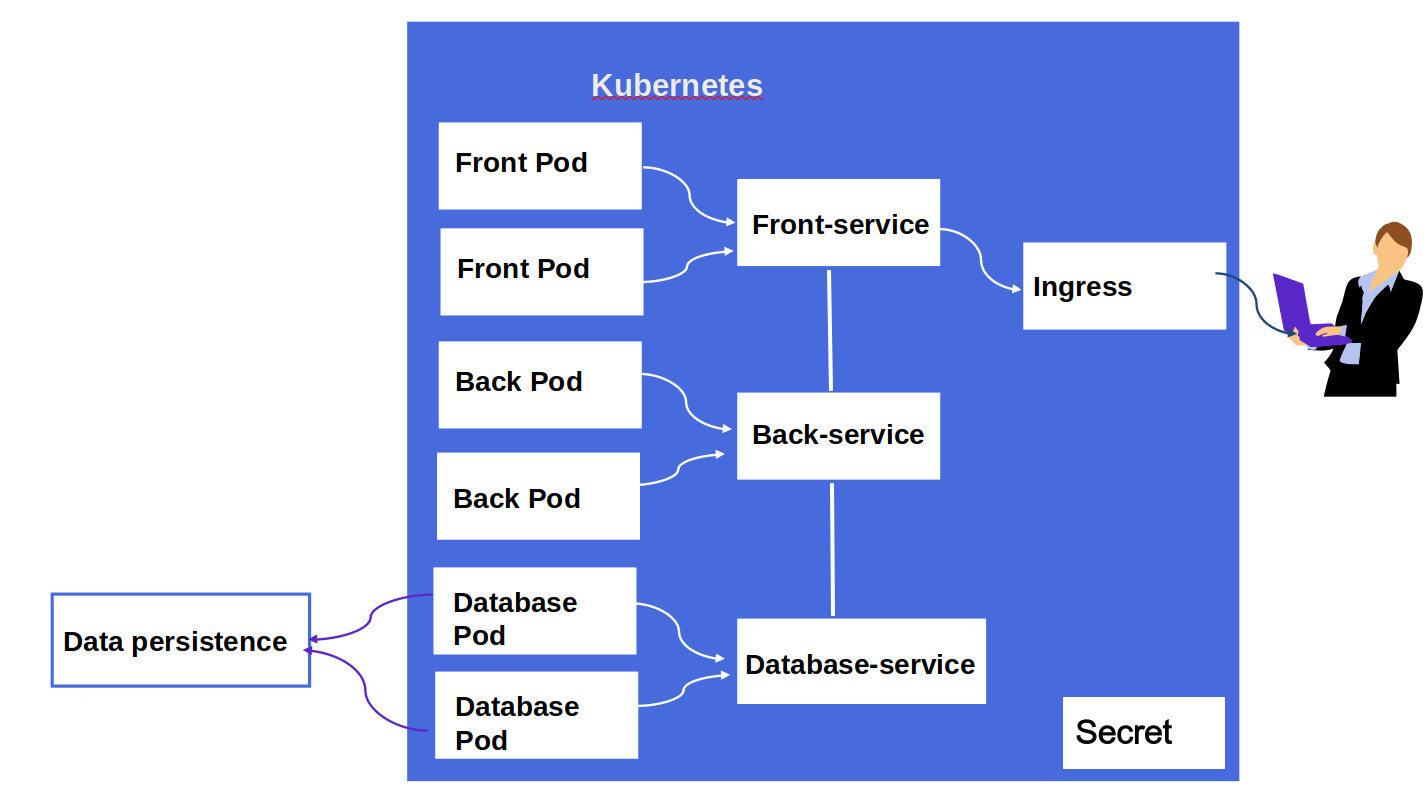 Kubernetes
Front Pod
Front-service
Front Pod
Ingress
Back Pod
Back-service
Back Pod
Database
Pod
Data persistence
Database-service
Database
Pod
Secret